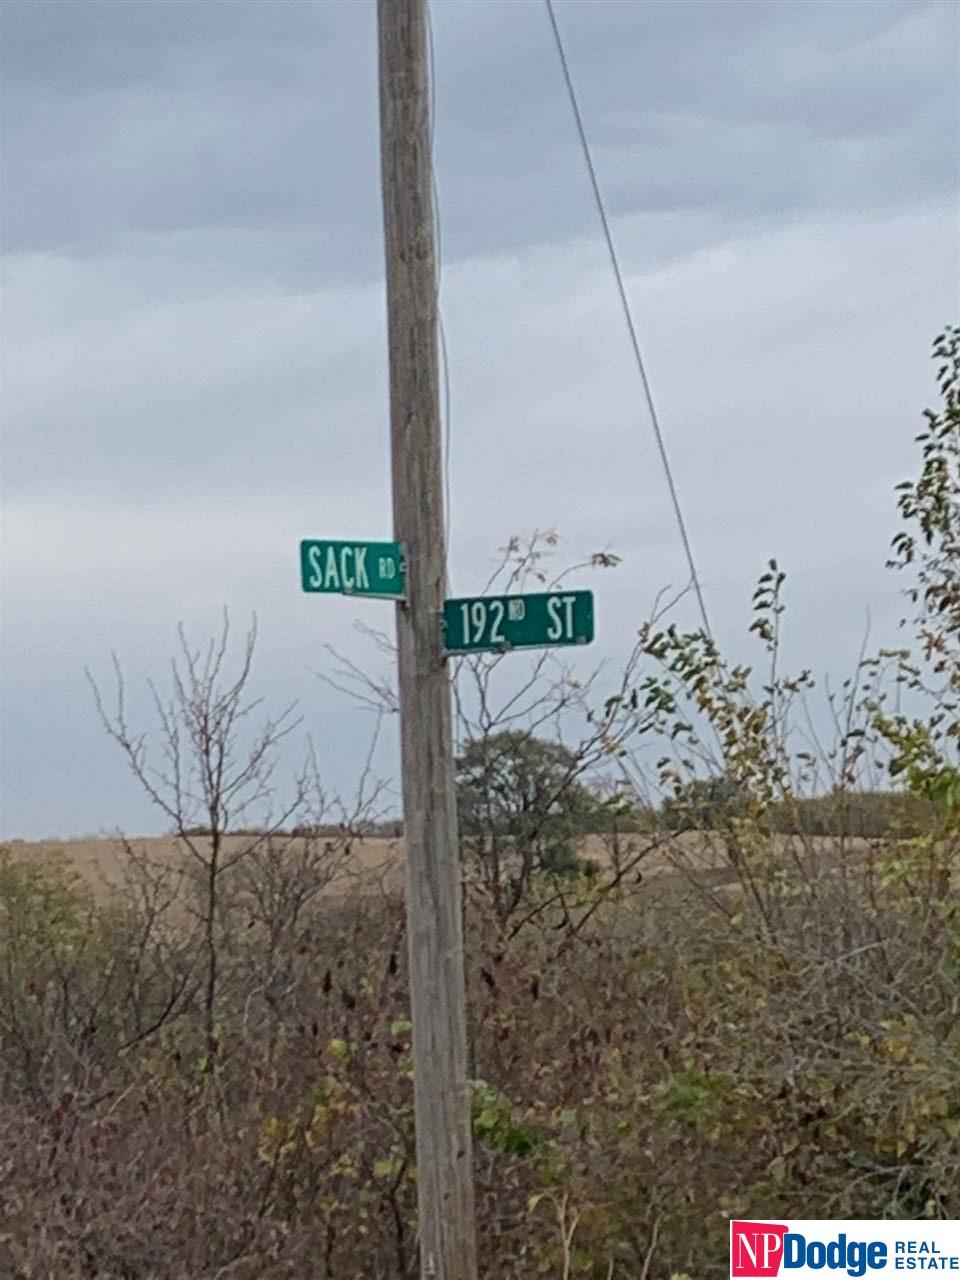 SACK RD
192ND ST
NPDodge REAL
ESTATE